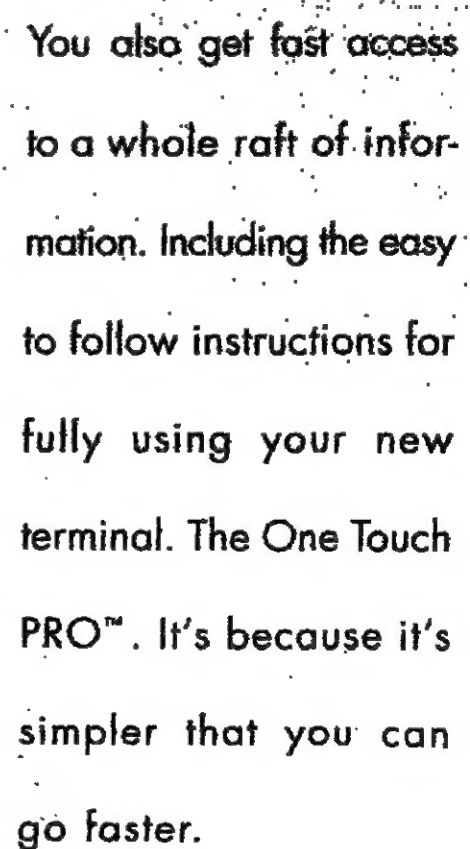 You also get fast access
to a whole raft of infor-
mation. Including the easy
to follow instructions for
fully using your new
terminal. The One Touch
PRO™. It's because it's
simpler that you can
go faster.